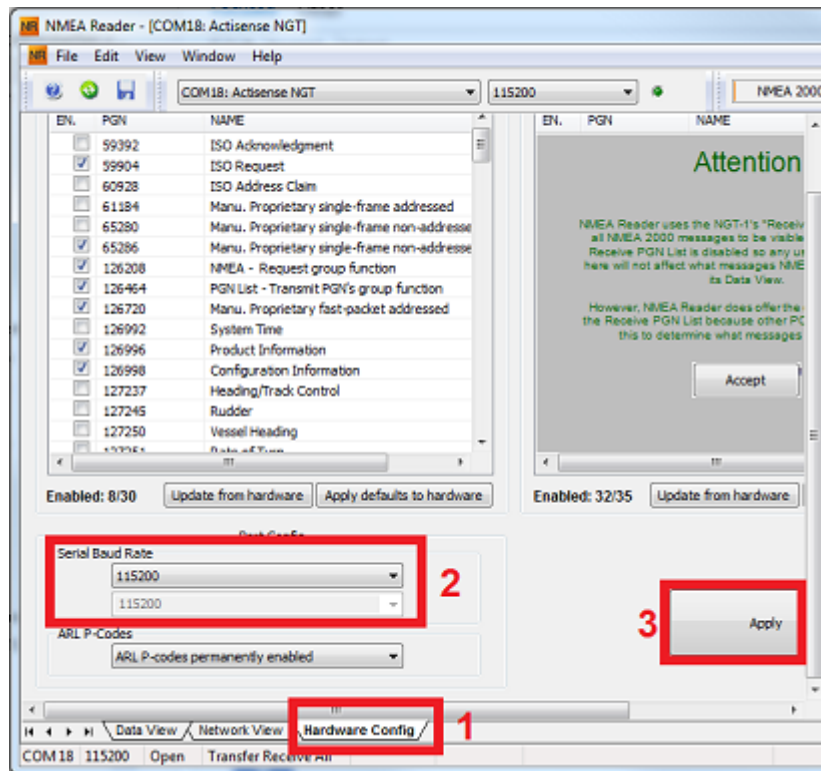 NMEA Reader - [COM18: Actisense NGT]
File Edit View Window Help
COM18: Actisense NGT 115200 NMEA 2000
EN. PGN NAME
59392 ISO Acknowledgment
59904 ISO Request
60928 ISO Address Claim
61184 Manu. Proprietary single-frame addressed
65280 Manu. Proprietary single-frame non-addresse
65286 Manu. Proprietary single-frame non-addresse
126208 NMEA - Request group function
126464 PGN List - Transmit PGN's group function
126720 Manu. Proprietary fast-packet addressed
126992 System Time
126996 Product Information
126998 Configuration Information
127237 Heading/Track Control
127245 Rudder
127250 Vessel Heading
127251 Rate of Turn
Enabled: 8/30 Update from hardware Apply defaults to hardware
EN. PGN NAME
Attention
NMEA Reader uses the NGT-1's "Receiv
all NMEA 2000 messages to be visible
Receive PGN List is disabled so any us
here will not affect what messages NME
its Data View.
However, NMEA Reader does offer the
the Receive PGN List because other PC
this to determine what messages
Accept
Enabled: 32/35 Update from hardware
Port Config
Serial Baud Rate
115200
115200
2
ARL P-Codes
ARL P-codes permanently enabled
3 Apply
Data View Network View Hardware Config 1
COM 18 115200 Open Transfer Receive All